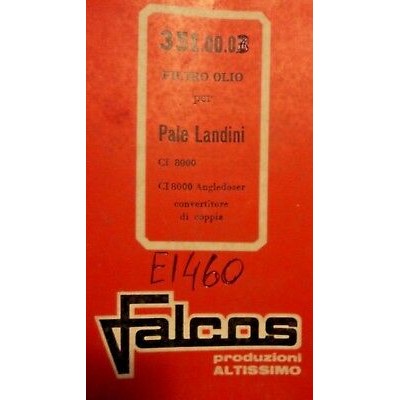 FILTRO OLIO
per
Pale Landini
CI 8000
CI 8000 Angledozer
convertitore
di coppia
E1460
Falcos
produzioni
ALTISSIMO